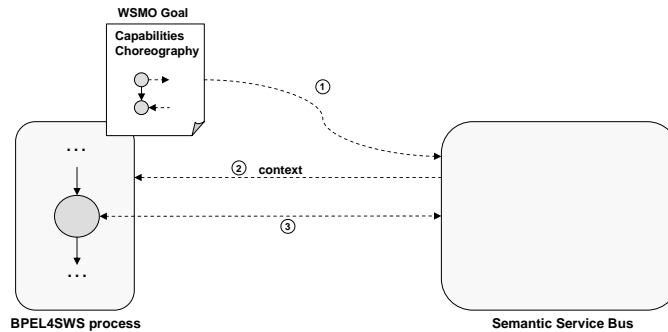 WSMO Goal
Capabilities
Choreography
1
...
2
context
3
...
BPEL4SWS process
Semantic Service Bus